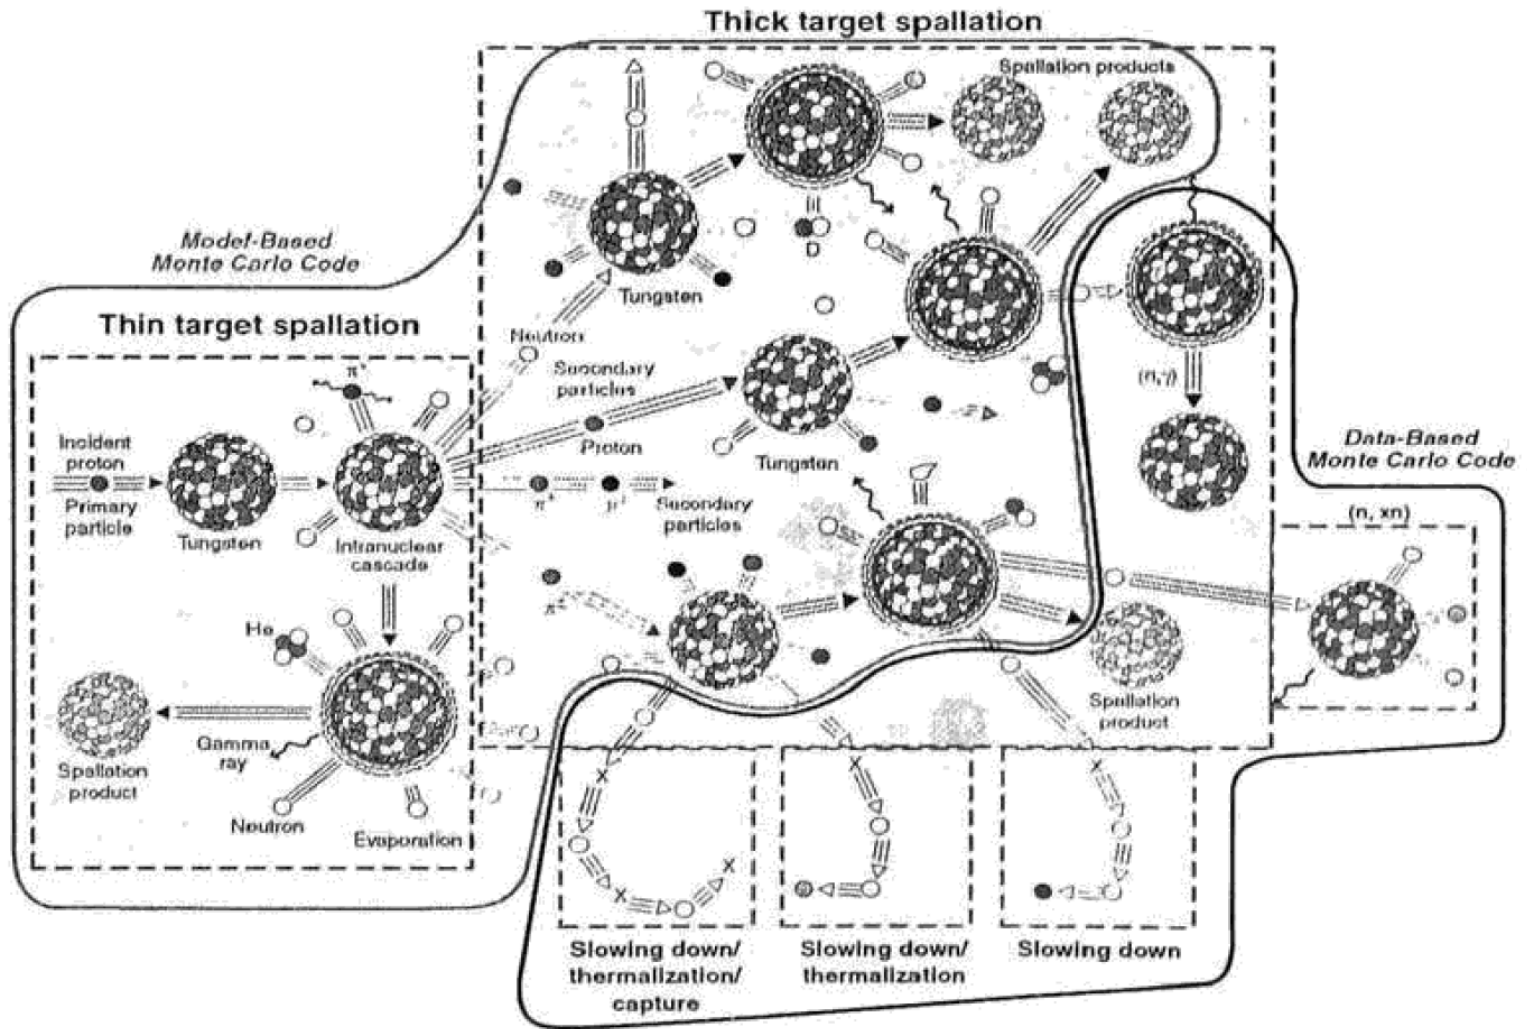 Thick target spallation
Spallation products
Model-Based
Monte Carlo Code
D
Tungsten
Thin target spallation
Neutron
Secondary
particles
π⁺
(n,γ)
Incident
proton
Primary
particle
Proton
Tungsten
Data-Based
Monte Carlo Code
π⁺
Secondary
particles
Tungsten
Intranuclear
cascade
(n, xn)
He
Gamma
ray
Spallation
product
Spallation
product
Neutron
Evaporation
x
x
x
x
x
Slowing down/
thermalization/
capture
Slowing down/
thermalization
Slowing down